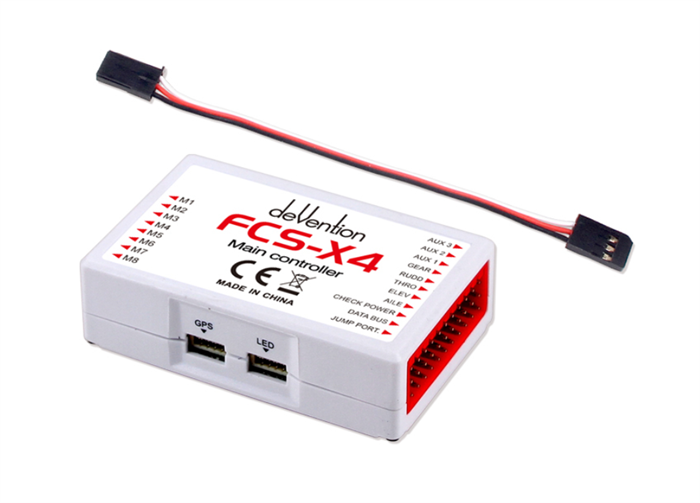 M1
M2
M3
M4
M5
M6
M7
M8
deVention
FCS-X4
Main controller
CE
MADE IN CHINA
AUX 3
AUX 2
AUX 1
GEAR
RUDD
THRO
ELEV
AILE
CHECK POWER
DATA BUS
JUMP PORT.
GPS
LED